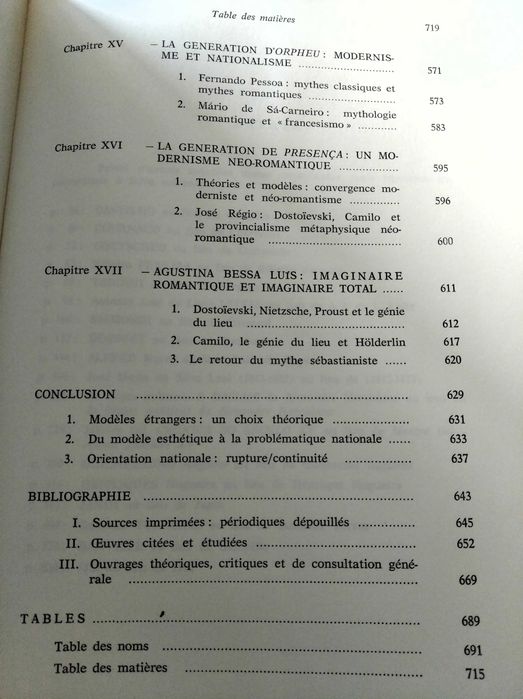 Table des matières 719
Chapitre XV — LA GENERATION D'ORPHEU : MODERNIS-
ME ET NATIONALISME ............................ 571
1. Fernando Pessoa : mythes classiques et
mythes romantiques ........................ 573
2. Mário de Sá-Carneiro : mythologie
romantique et « francesismo » ............ 583
Chapitre XVI — LA GENERATION DE PRESENÇA : UN MO-
DERNISME NEO-ROMANTIQUE .................. 595
1. Théories et modèles : convergence mo-
derniste et néo-romantisme ............... 596
2. José Régio : Dostoïevski, Camilo et
le provincialisme métaphysique néo-
romantique .................................... 600
Chapitre XVII — AGUSTINA BESSA LUIS : IMAGINAIRE
ROMANTIQUE ET IMAGINAIRE TOTAL ...... 611
1. Dostoïevski, Nietzsche, Proust et le génie
du lieu .......................................... 612
2. Camilo, le génie du lieu et Hölderlin 617
3. Le retour du mythe sébastianiste ...... 620
CONCLUSION ............................................................ 629
1. Modèles étrangers : un choix théorique .................. 631
2. Du modèle esthétique à la problématique nationale ...... 633
3. Orientation nationale : rupture/continuité ............... 637
BIBLIOGRAPHIE .......................................................... 643
I. Sources imprimées : périodiques dépouillés ............... 645
II. Œuvres citées et étudiées .................................... 652
III. Ouvrages théoriques, critiques et de consultation géné-
rale ............................................................ 669
TABLES .................................................................... 689
Table des noms ...................................................... 691
Table des matières .................................................. 715